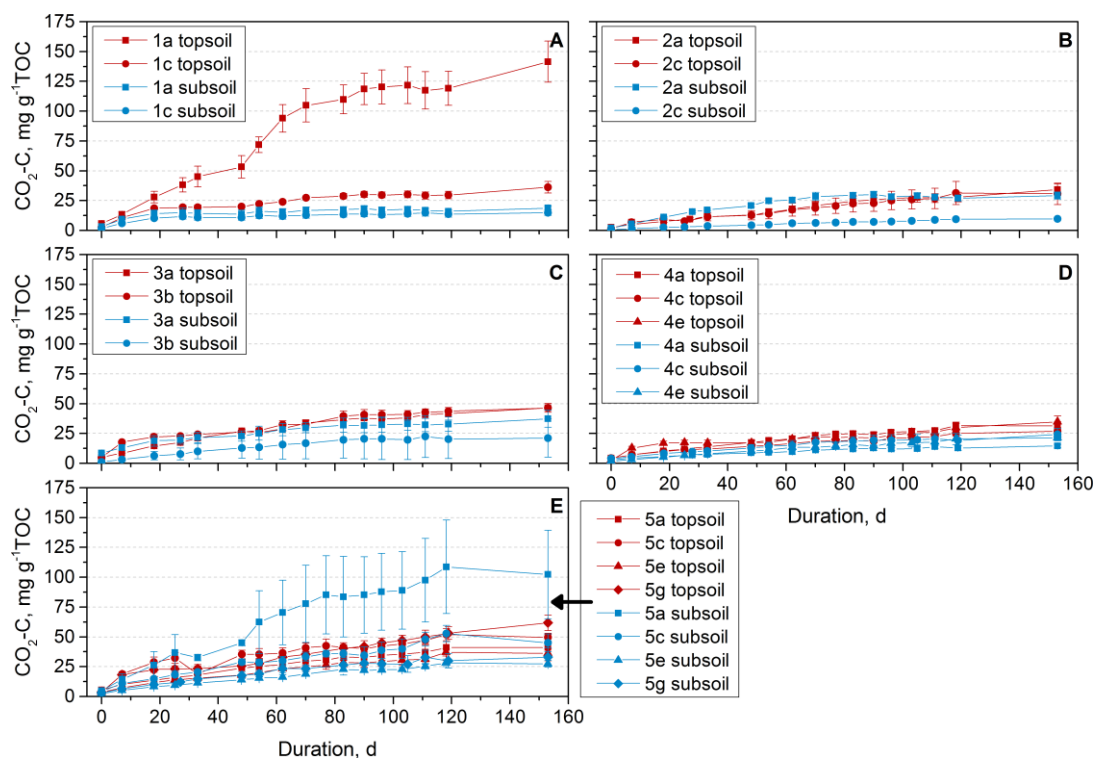 CO₂-C, mg g⁻¹TOC
175
150
125
100
75
50
25
0
1a topsoil
1c topsoil
1a subsoil
1c subsoil
A
2a topsoil
2c topsoil
2a subsoil
2c subsoil
B
CO₂-C, mg g⁻¹TOC
175
150
125
100
75
50
25
0
3a topsoil
3b topsoil
3a subsoil
3b subsoil
C
4a topsoil
4c topsoil
4e topsoil
4a subsoil
4c subsoil
4e subsoil
D
0 20 40 60 80 100 120 140 160
Duration, d
CO₂-C, mg g⁻¹TOC
175
150
125
100
75
50
25
0
E
0 20 40 60 80 100 120 140 160
Duration, d
5a topsoil
5c topsoil
5e topsoil
5g topsoil
5a subsoil
5c subsoil
5e subsoil
5g subsoil